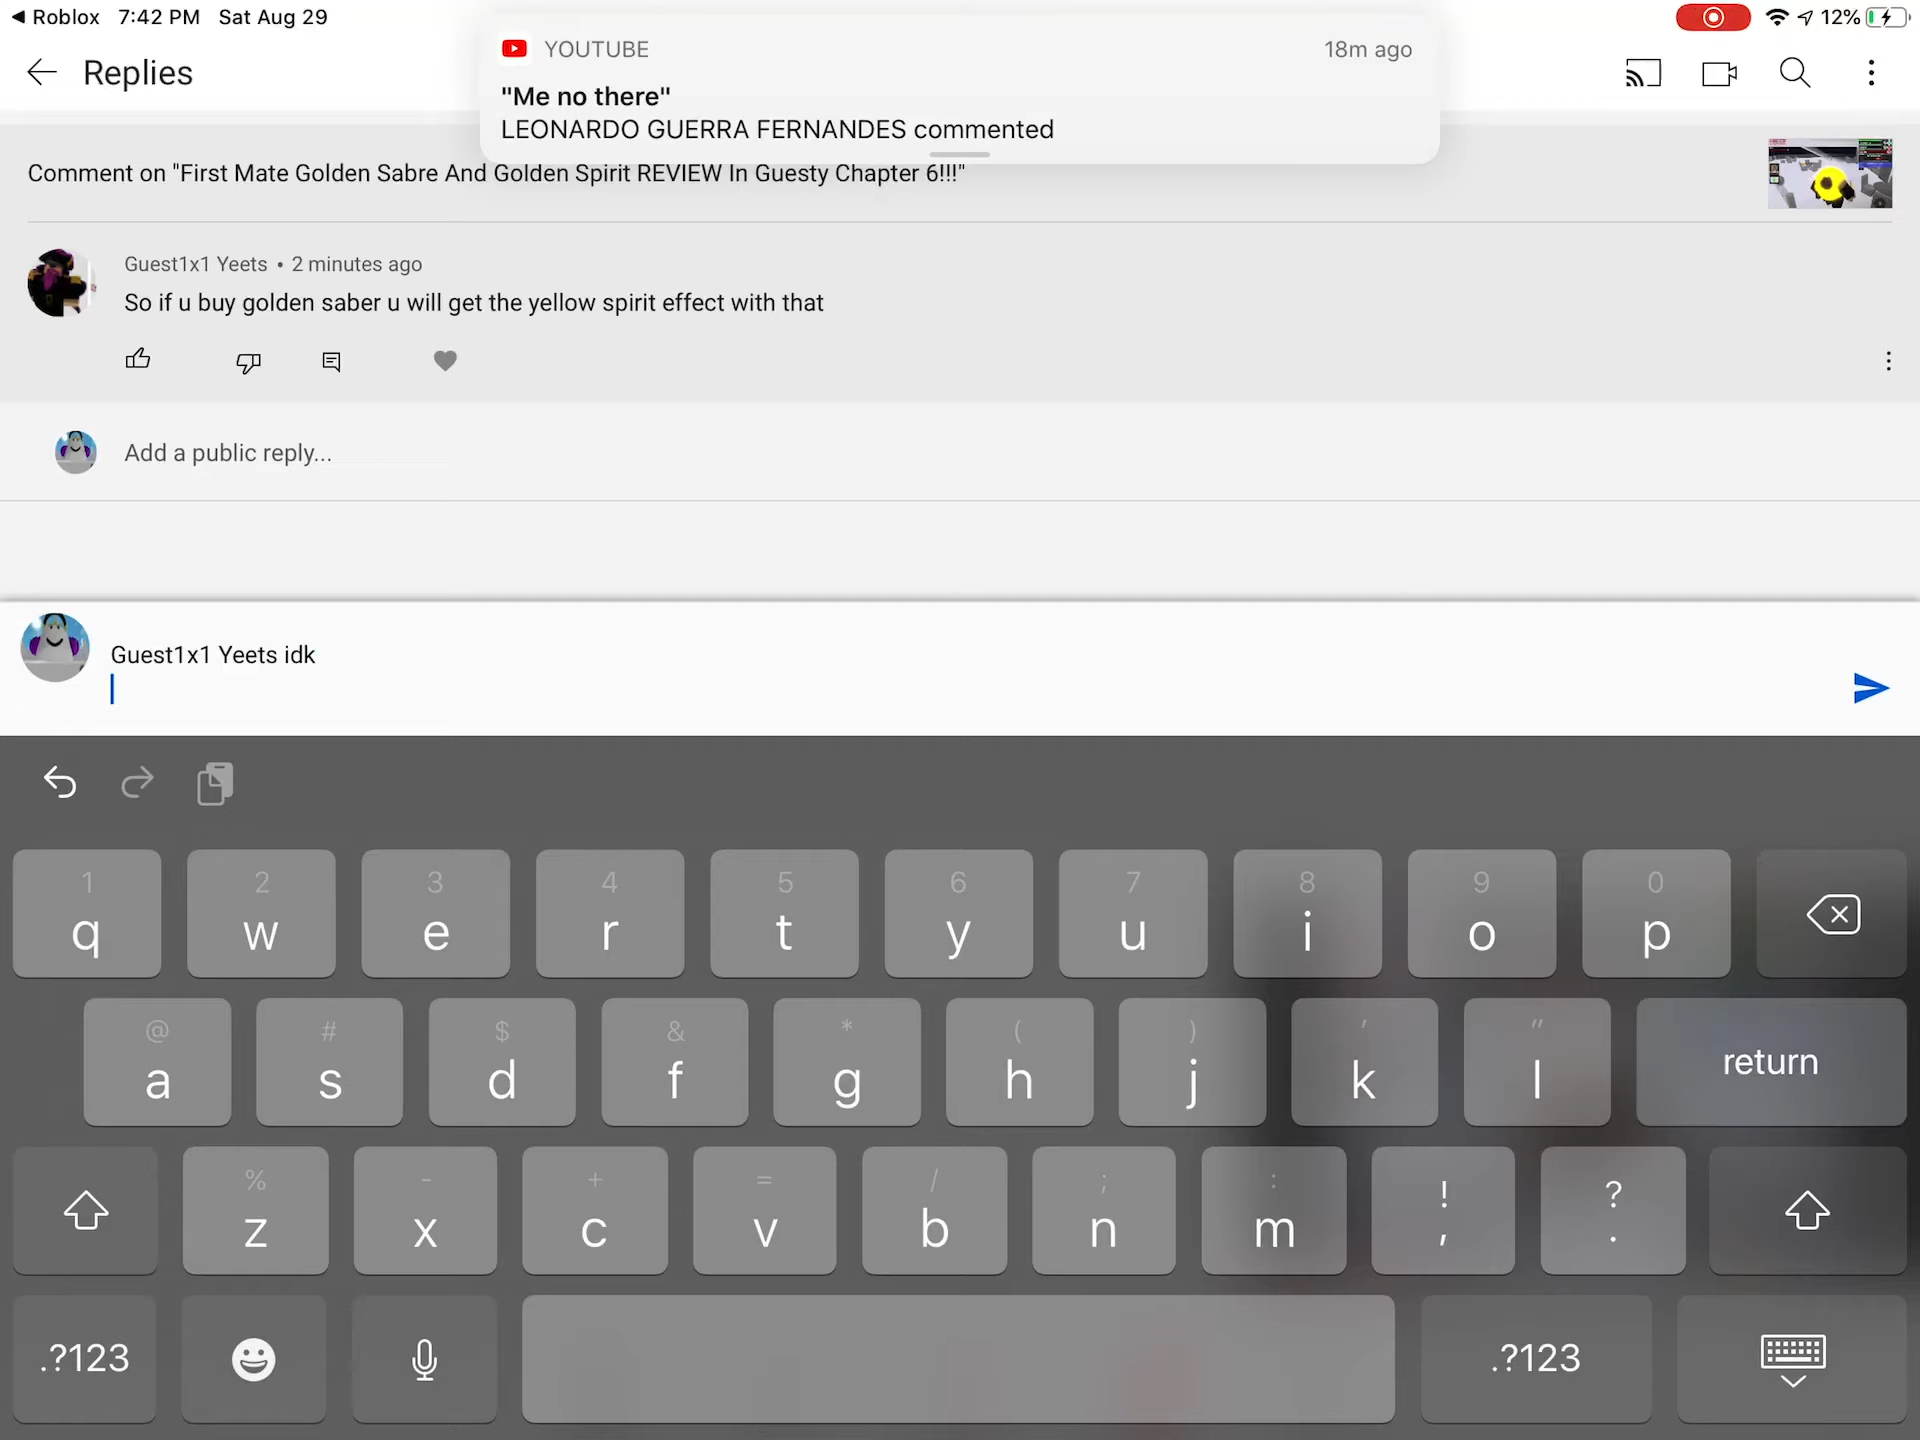 Roblox 7:42 PM Sat Aug 29 12%
YOUTUBE 18m ago
"Me no there"
LEONARDO GUERRA FERNANDES commented
Replies
Comment on "First Mate Golden Sabre And Golden Spirit REVIEW In Guesty Chapter 6!!!"
Guest1x1 Yeets • 2 minutes ago
So if u buy golden saber u will get the yellow spirit effect with that
Add a public reply...
Guest1x1 Yeets idk
1 2 3 4 5 6 7 8 9 0
q w e r t y u i o p
@ # $ & * ( ) ' "
a s d f g h j k l return
% - + = / ; : ! ?
z x c v b n m , .
.?123 .?123